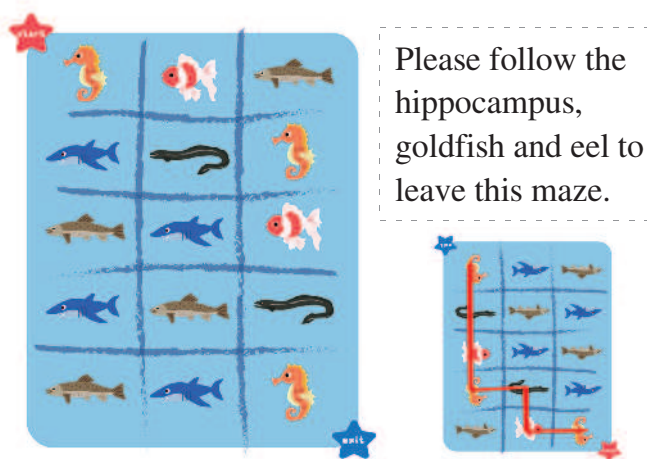 start
Please follow the
hippocampus,
goldfish and eel to
leave this maze.
exit